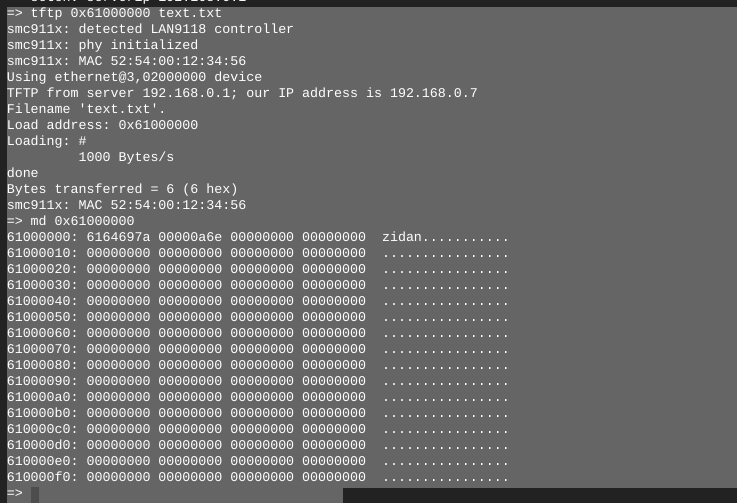 => tftp 0x61000000 text.txt
smc911x: detected LAN9118 controller
smc911x: phy initialized
smc911x: MAC 52:54:00:12:34:56
Using ethernet@3,02000000 device
TFTP from server 192.168.0.1; our IP address is 192.168.0.7
Filename 'text.txt'.
Load address: 0x61000000
Loading: #
         1000 Bytes/s
done
Bytes transferred = 6 (6 hex)
smc911x: MAC 52:54:00:12:34:56
=> md 0x61000000
61000000: 6164697a 00000a6e 00000000 00000000  zidan...........
61000010: 00000000 00000000 00000000 00000000  ................
61000020: 00000000 00000000 00000000 00000000  ................
61000030: 00000000 00000000 00000000 00000000  ................
61000040: 00000000 00000000 00000000 00000000  ................
61000050: 00000000 00000000 00000000 00000000  ................
61000060: 00000000 00000000 00000000 00000000  ................
61000070: 00000000 00000000 00000000 00000000  ................
61000080: 00000000 00000000 00000000 00000000  ................
61000090: 00000000 00000000 00000000 00000000  ................
610000a0: 00000000 00000000 00000000 00000000  ................
610000b0: 00000000 00000000 00000000 00000000  ................
610000c0: 00000000 00000000 00000000 00000000  ................
610000d0: 00000000 00000000 00000000 00000000  ................
610000e0: 00000000 00000000 00000000 00000000  ................
610000f0: 00000000 00000000 00000000 00000000  ................
=>